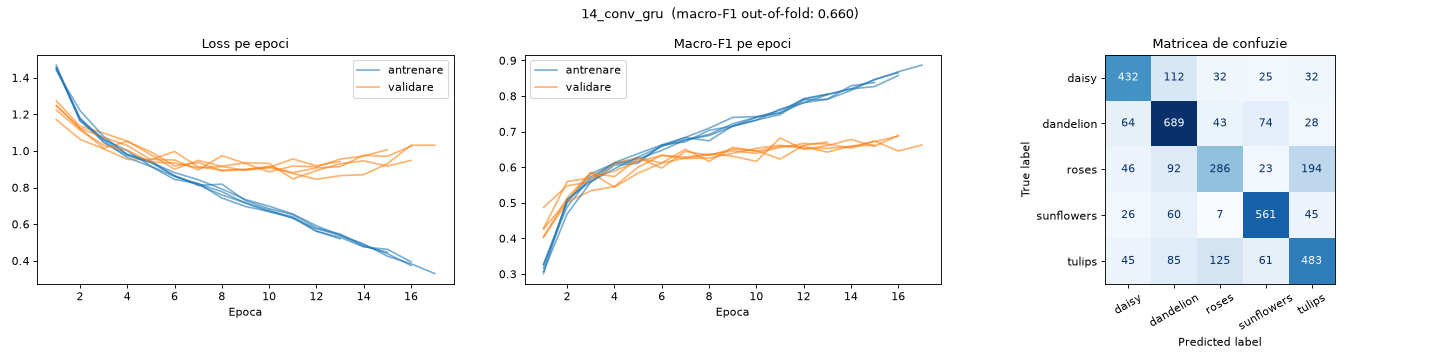 14_conv_gru  (macro-F1 out-of-fold: 0.660)
Loss pe epoci
1.4
1.2
1.0
0.8
0.6
0.4
antrenare
validare
2 4 6 8 10 12 14 16
Epoca
Macro-F1 pe epoci
0.9
0.8
0.7
0.6
0.5
0.4
0.3
antrenare
validare
2 4 6 8 10 12 14 16
Epoca
Matricea de confuzie
True label
daisy 432 112 32 25 32
dandelion 64 689 43 74 28
roses 46 92 286 23 194
sunflowers 26 60 7 561 45
tulips 45 85 125 61 483
daisy dandelion roses sunflowers tulips
Predicted label